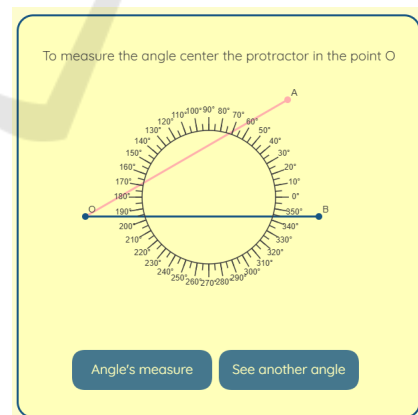 To measure the angle center the protractor in the point O
A
100° 90° 80°
110° 70°
120° 60°
130° 50°
140° 40°
150° 30°
160° 20°
170° 10°
180° 0°
O 190° 350° B
200° 340°
210° 330°
220° 320°
230° 310°
240° 300°
250° 260° 270° 280° 290°
Angle's measure See another angle